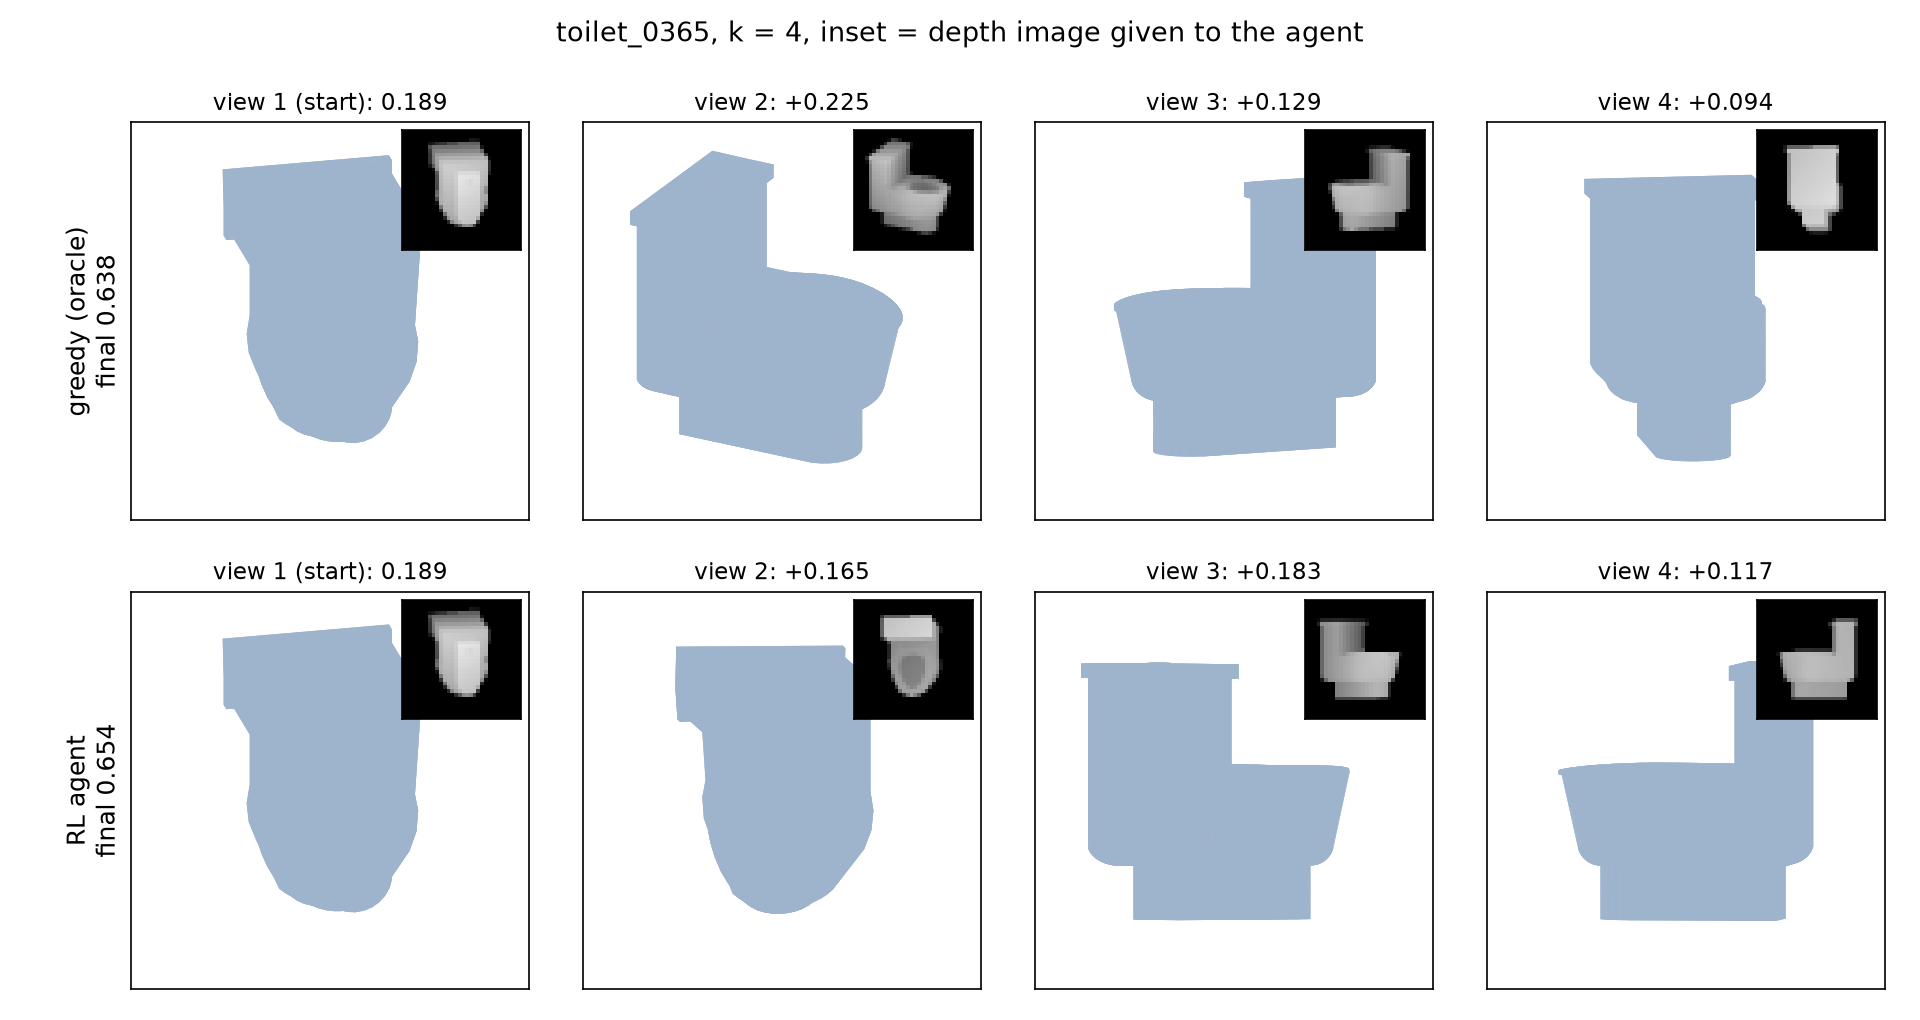 toilet_0365, k = 4, inset = depth image given to the agent
greedy (oracle)
final 0.638
view 1 (start): 0.189
view 2: +0.225
view 3: +0.129
view 4: +0.094
RL agent
final 0.654
view 1 (start): 0.189
view 2: +0.165
view 3: +0.183
view 4: +0.117